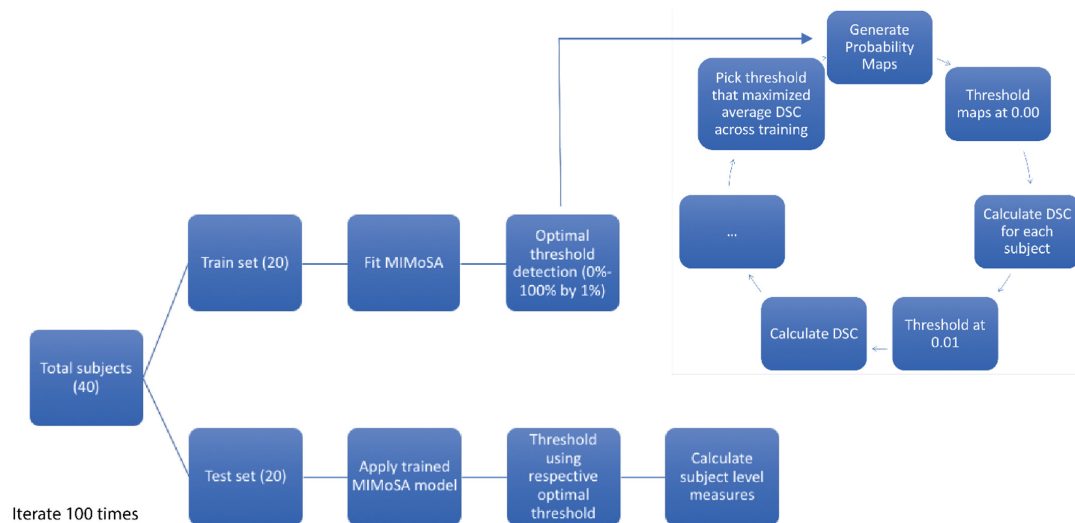 Generate
Probability
Maps
Pick threshold
that maximized
average DSC
across training
Threshold
maps at 0.00
...
Calculate DSC
for each
subject
Calculate DSC
Threshold at
0.01
Train set (20)
Fit MIMoSA
Optimal
threshold
detection (0%-
100% by 1%)
Total subjects
(40)
Test set (20)
Apply trained
MIMoSA model
Threshold
using
respective
optimal
threshold
Calculate
subject level
measures
Iterate 100 times